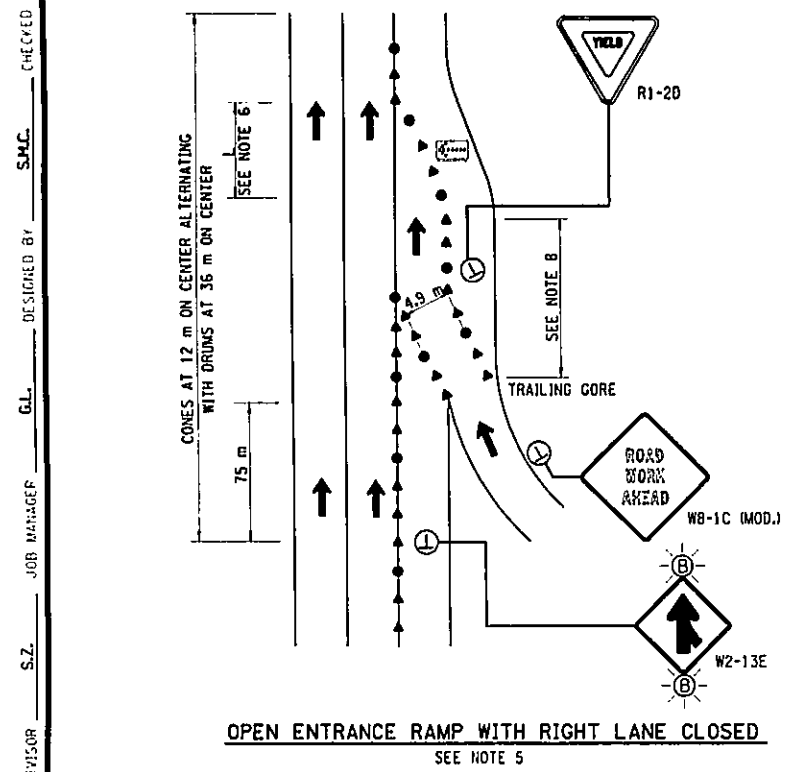 CHECKED
S.M.C.
DESIGNED BY
G.L.
JOB MANAGER
S.Z.
VISOR
CONES AT 12 m ON CENTER ALTERNATING
WITH DRUMS AT 36 m ON CENTER
SEE NOTE 6
75 m
4.9 m
YIELD
R1-2D
SEE NOTE 8
TRAILING GORE
ROAD
WORK
AHEAD
W8-1C (MOD.)
B
W2-13E
B
OPEN ENTRANCE RAMP WITH RIGHT LANE CLOSED
SEE NOTE 5